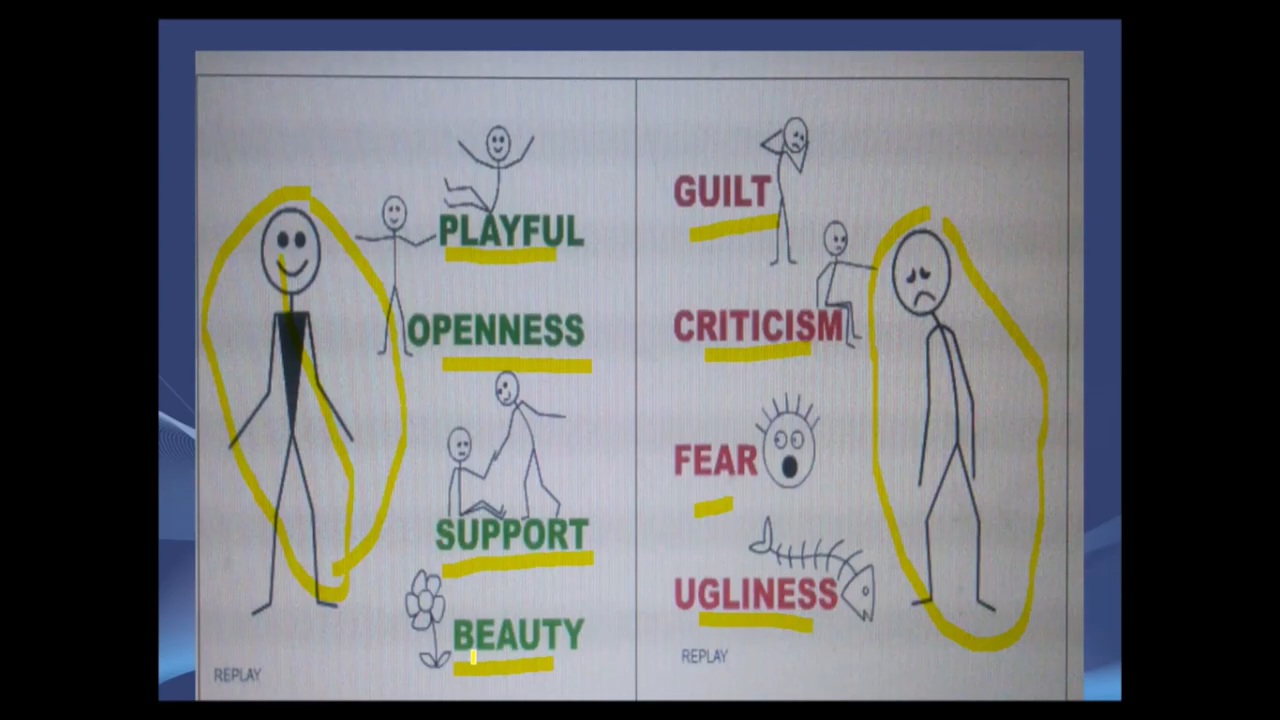 PLAYFUL
OPENNESS
SUPPORT
BEAUTY
REPLAY
GUILT
CRITICISM
FEAR
UGLINESS
REPLAY